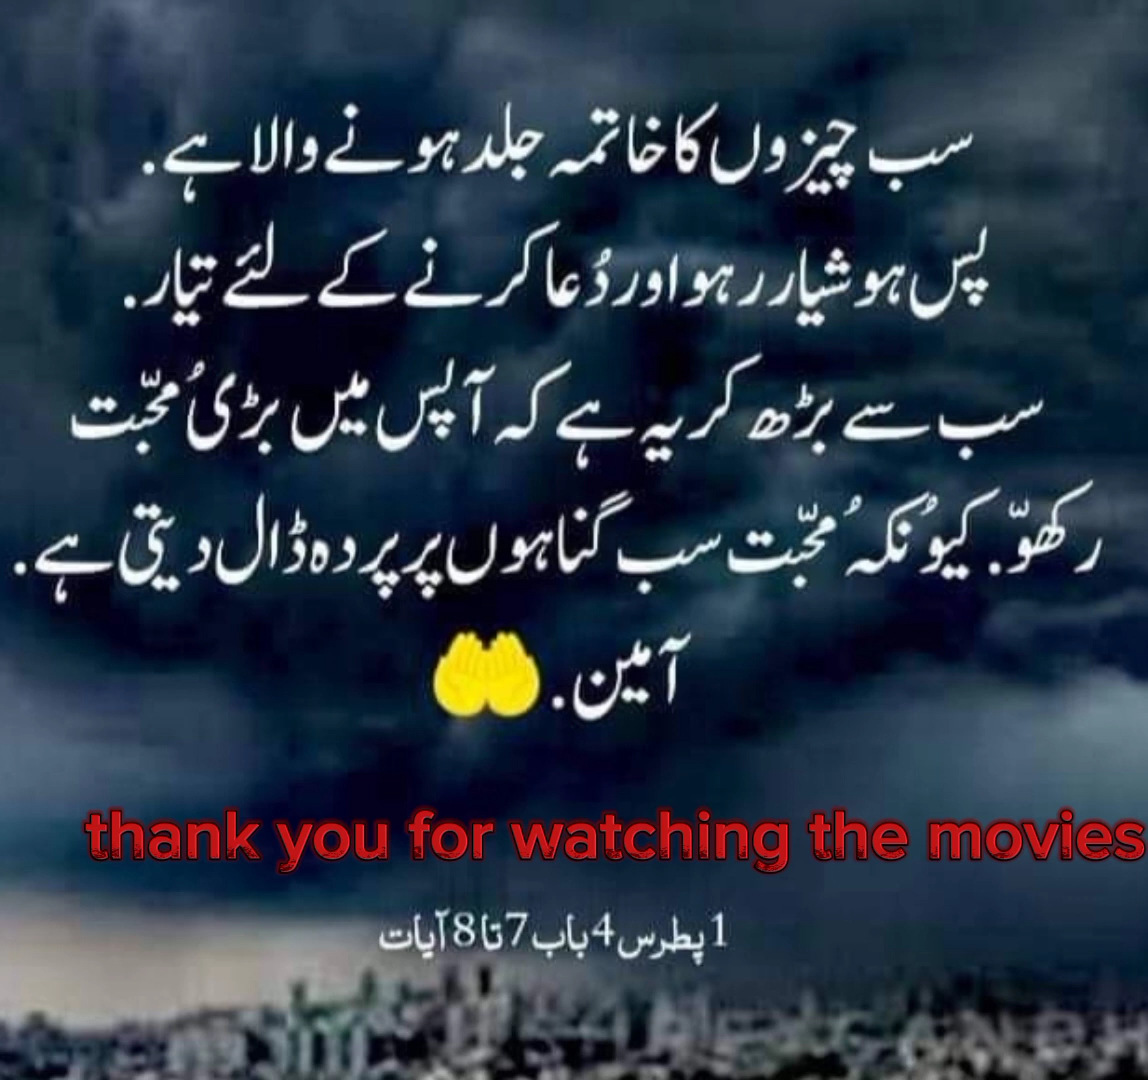 سب چیزوں کا خاتمہ جلد ہونے والا ہے.
پس ہوشیار رہو اور دُعا کرنے کے لئے تیّار.
سب سے بڑھ کر یہ ہے کہ آپس میں بڑی مُحبّت
رکھوّ. کیوُنکہ مُحبّت سب گناہوں پر پردہ ڈال دیتی ہے.
آمین. 🤲
thank you for watching the movies
1 پطرس 4 باب 7 تا 8 آیات